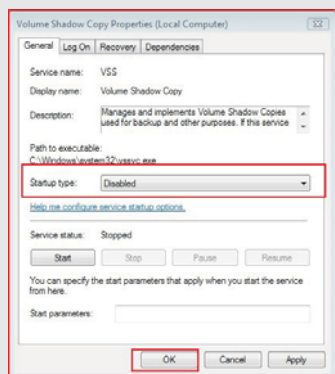 Volume Shadow Copy Properties (Local Computer)
General Log On Recovery Dependencies
Service name: VSS
Display name: Volume Shadow Copy
Description: Manages and implements Volume Shadow Copies
used for backup and other purposes. If this service
Path to executable:
C:\Windows\system32\vssvc.exe
Startup type: Disabled
Help me configure service startup options.
Service status: Stopped
Start Stop Pause Resume
You can specify the start parameters that apply when you start the service
from here.
Start parameters:
OK Cancel Apply